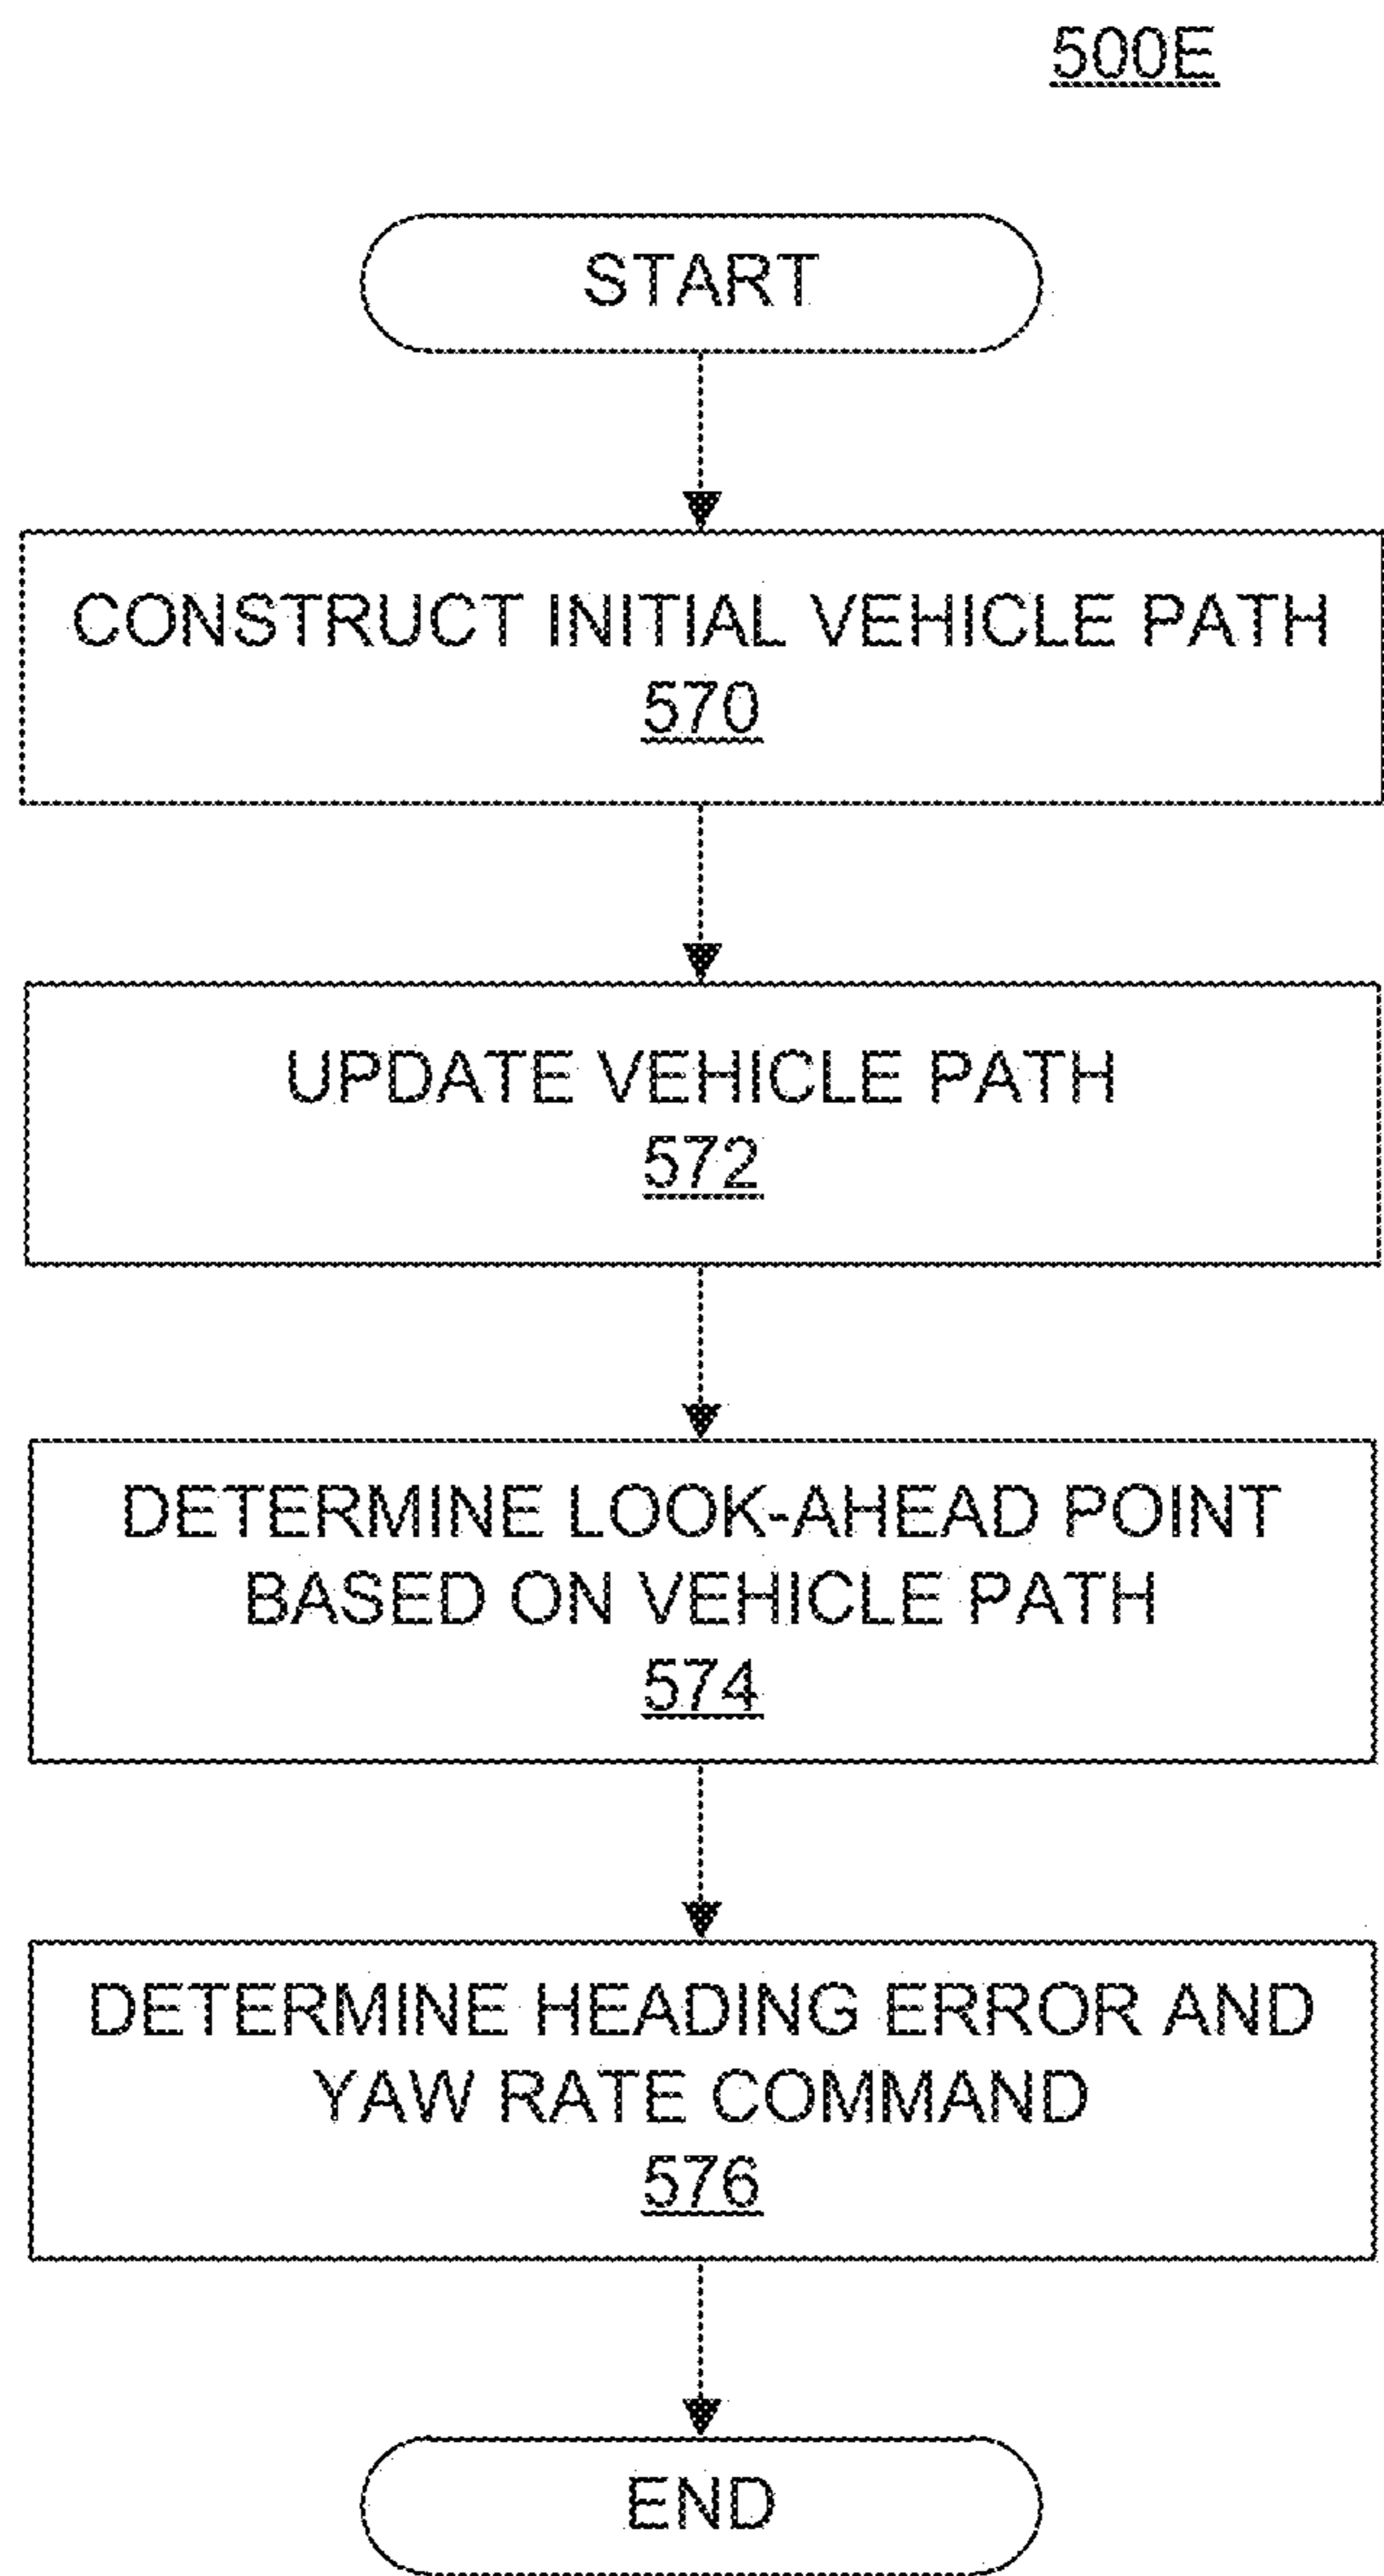 500E
START
CONSTRUCT INITIAL VEHICLE PATH
570
UPDATE VEHICLE PATH
572
DETERMINE LOOK-AHEAD POINT
BASED ON VEHICLE PATH
574
DETERMINE HEADING ERROR AND
YAW RATE COMMAND
576
END